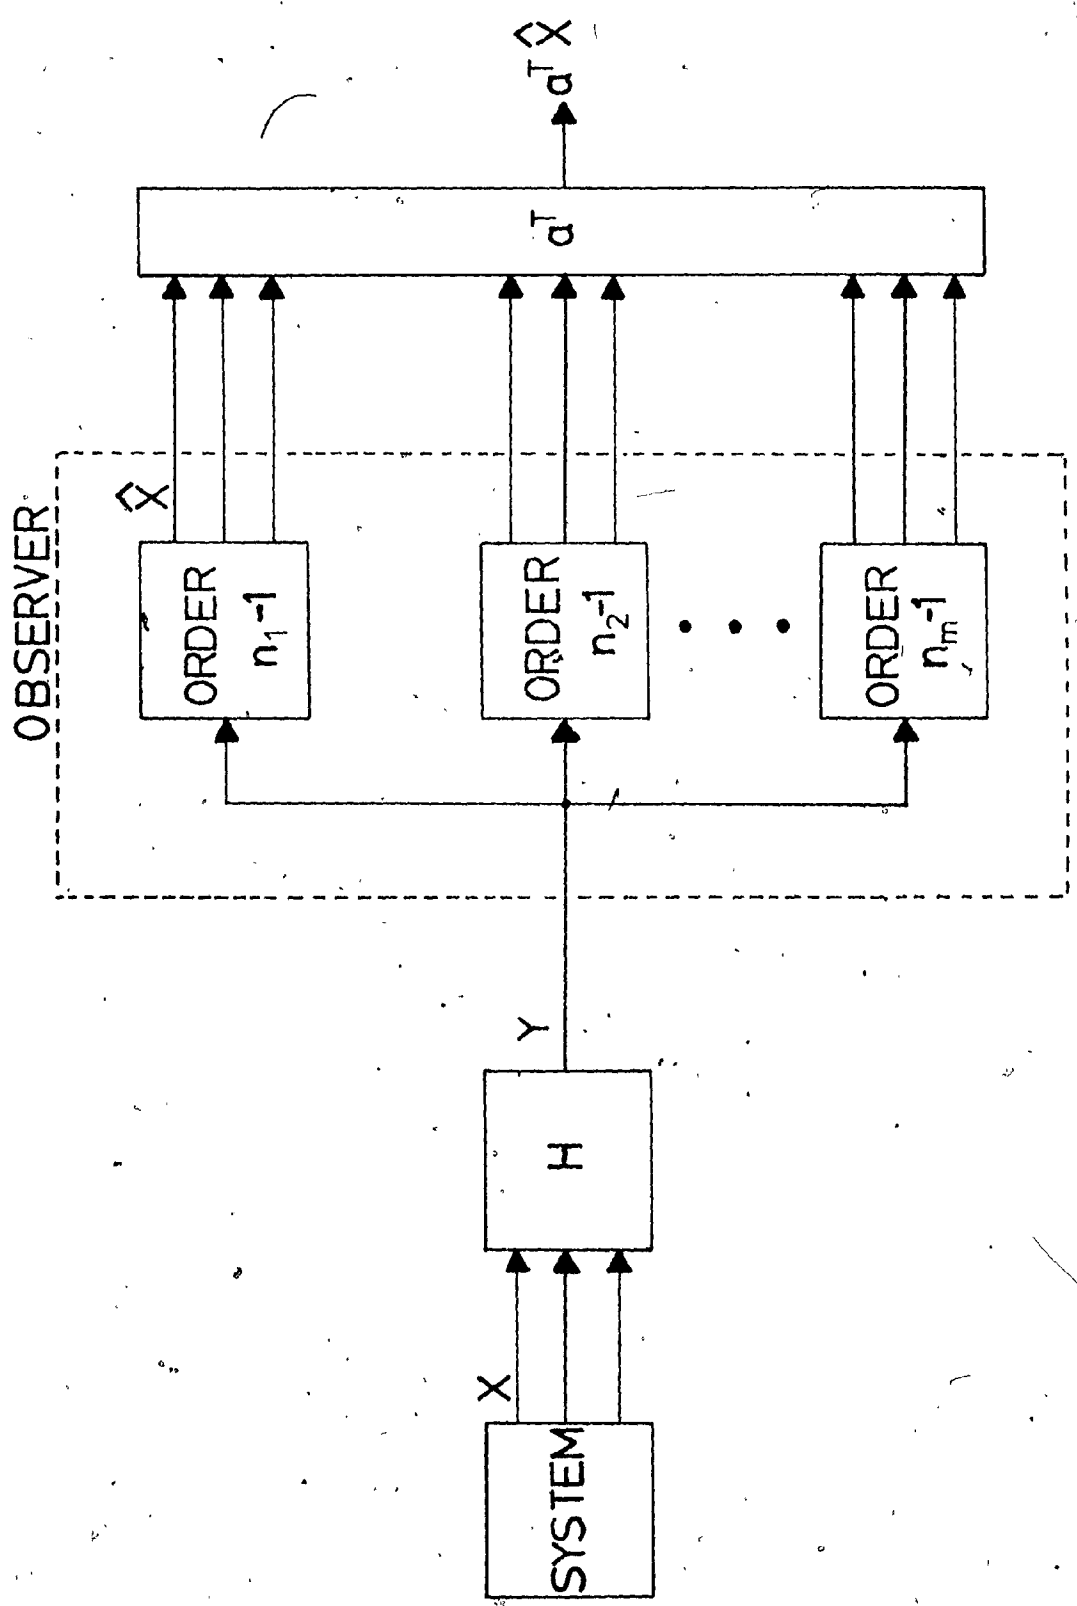 OBSERVER
SYSTEM
X
H
Y
ORDER
n₁-1
X̂
ORDER
n₂-1
• • •
ORDER
nₘ-1
aᵀ
aᵀX̂